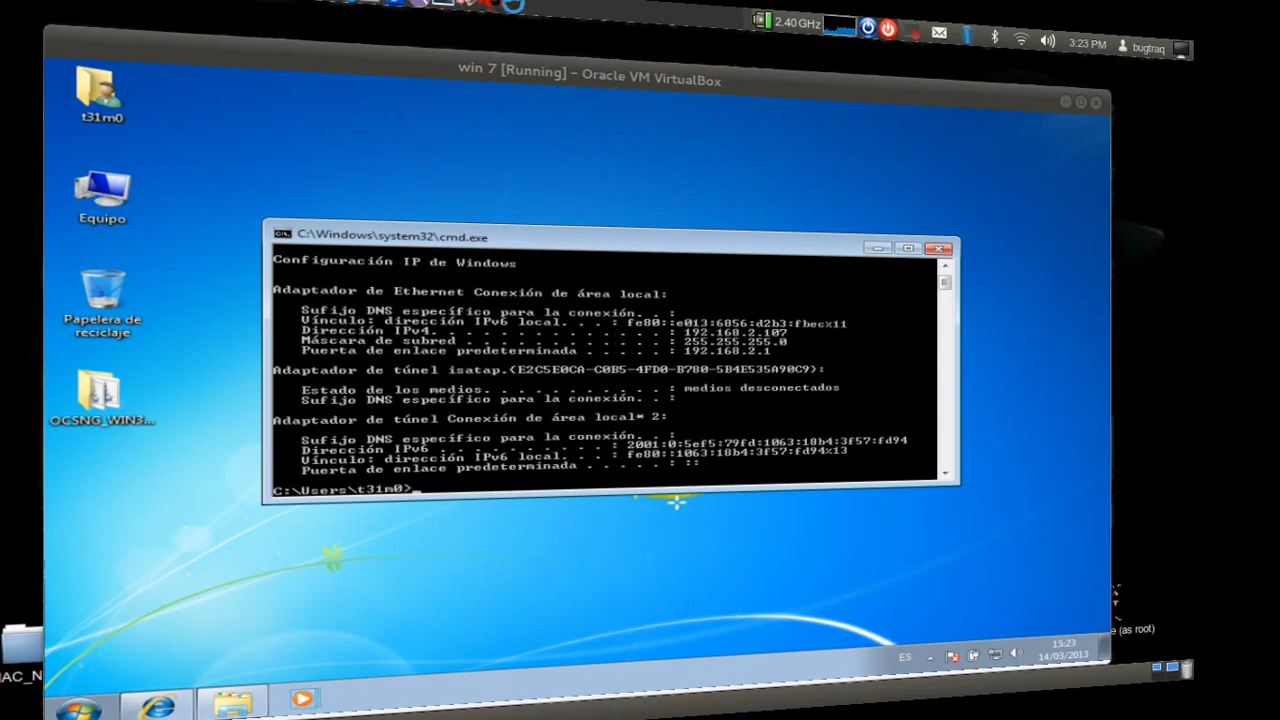 2.40 GHz
3:23 PM
bugtraq
win 7 [Running] – Oracle VM VirtualBox
t31m0
Equipo
Papelera de
reciclaje
OCSNG_WIN3...
C:\Windows\system32\cmd.exe
Configuración IP de Windows
Adaptador de Ethernet Conexión de área local:
Sufijo DNS específico para la conexión. . :
Vínculo: dirección IPv6 local. . . : fe80::e013:6856:d2b3:fbec%11
Dirección IPv4. . . . . . . . . . . . . . : 192.168.2.107
Máscara de subred . . . . . . . . . . . . : 255.255.255.0
Puerta de enlace predeterminada . . . . . : 192.168.2.1
Adaptador de túnel isatap.{E2C5E0CA-C0B5-4FD0-B780-5B4E535A90C9}:
Estado de los medios. . . . . . . . . . . : medios desconectados
Sufijo DNS específico para la conexión. . :
Adaptador de túnel Conexión de área local* 2:
Sufijo DNS específico para la conexión. . :
Dirección IPv6 . . . . . . . . . . : 2001:0:5ef5:79fd:1063:18b4:3f57:fd94
Vínculo: dirección IPv6 local. . . : fe80::1063:18b4:3f57:fd94%13
Puerta de enlace predeterminada . . . . . : ::
C:\Users\t31m0>_
e (as root)
AC_N
ES
15:23
14/03/2013